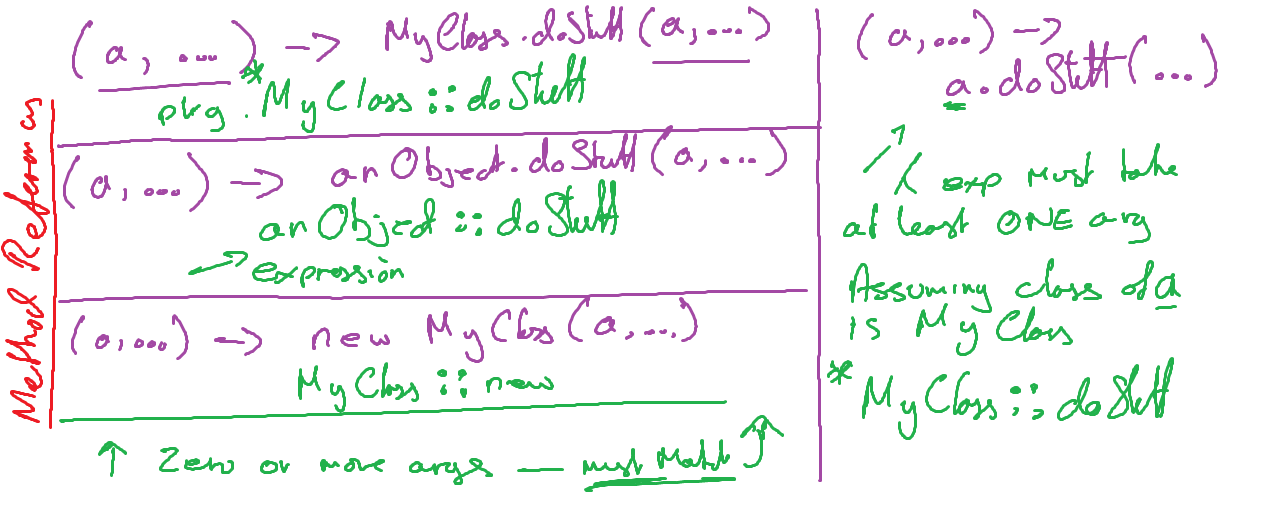 Method References
(a, ...) -> MyClass.doStuff(a,...)
pkg.*MyClass::doStuff
(a,...) -> anObject.doStuff(a,...)
anObject::doStuff
expression
(a,...) -> new MyClass(a,...)
MyClass::new
↑ Zero or more args — must match ↑
(a,...) ->
a.doStuff(...)
λ exp must take
at least ONE arg
Assuming class of a
is MyClass
* MyClass::doStuff